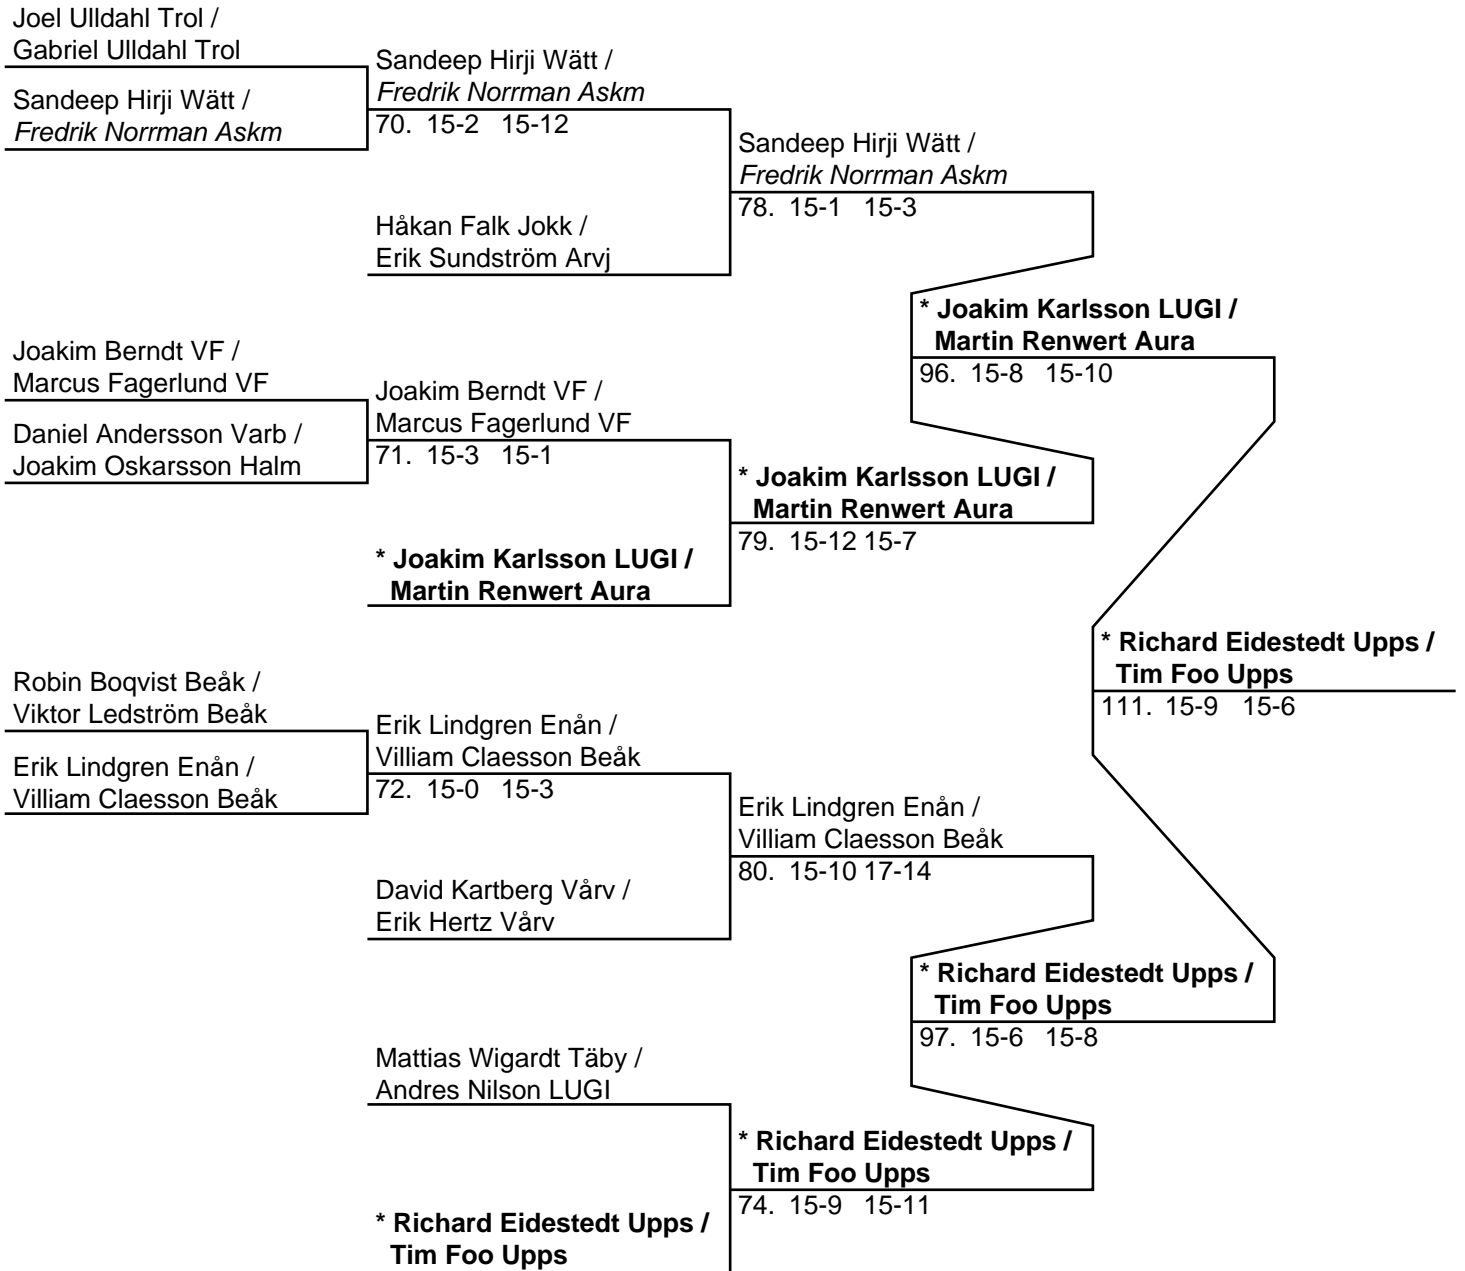 Joel Ulldahl Trol /
Gabriel Ulldahl Trol
Sandeep Hirji Wätt /
Fredrik Norrman Askm
Sandeep Hirji Wätt /
Fredrik Norrman Askm
70. 15-2 15-12
Håkan Falk Jokk /
Erik Sundström Arvj
Sandeep Hirji Wätt /
Fredrik Norrman Askm
78. 15-1 15-3
Joakim Berndt VF /
Marcus Fagerlund VF
Daniel Andersson Varb /
Joakim Oskarsson Halm
Joakim Berndt VF /
Marcus Fagerlund VF
71. 15-3 15-1
* Joakim Karlsson LUGI /
Martin Renwert Aura
* Joakim Karlsson LUGI /
Martin Renwert Aura
79. 15-12 15-7
* Joakim Karlsson LUGI /
Martin Renwert Aura
96. 15-8 15-10
Robin Boqvist Beåk /
Viktor Ledström Beåk
Erik Lindgren Enån /
Villiam Claesson Beåk
Erik Lindgren Enån /
Villiam Claesson Beåk
72. 15-0 15-3
David Kartberg Vårv /
Erik Hertz Vårv
Erik Lindgren Enån /
Villiam Claesson Beåk
80. 15-10 17-14
Mattias Wigardt Täby /
Andres Nilson LUGI
* Richard Eidestedt Upps /
Tim Foo Upps
* Richard Eidestedt Upps /
Tim Foo Upps
74. 15-9 15-11
* Richard Eidestedt Upps /
Tim Foo Upps
97. 15-6 15-8
* Richard Eidestedt Upps /
Tim Foo Upps
111. 15-9 15-6